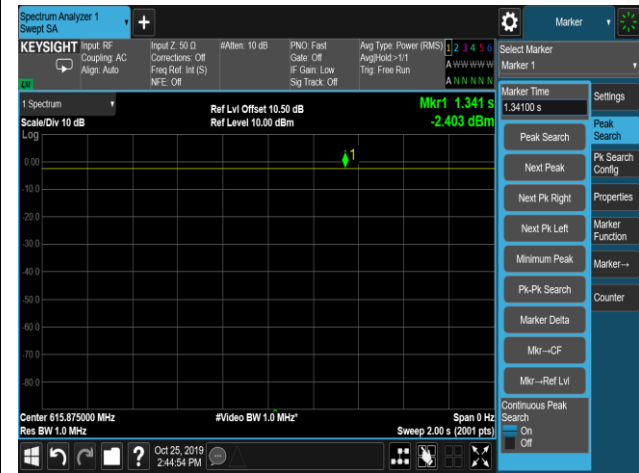 Spectrum Analyzer 1
Swept SA
Marker
KEYSIGHT
Input: RF
Coupling: AC
Align: Auto
Input Z: 50 Ω
Corrections: Off
Freq Ref: Int (S)
NFE: Off
#Atten: 10 dB
PNO: Fast
Gate: Off
IF Gain: Low
Sig Track: Off
Avg Type: Power (RMS)
Avg|Hold:>1/1
Trig: Free Run
1 2 3 4 5 6
A W W W W W
A N N N N N
Select Marker
Marker 1
1 Spectrum
Scale/Div 10 dB
Log
Ref Lvl Offset 10.50 dB
Ref Level 10.00 dBm
Mkr1 1.341 s
-2.403 dBm
1
0.00
-10.0
-20.0
-30.0
-40.0
-50.0
-60.0
-70.0
-80.0
Center 615.875000 MHz
Res BW 1.0 MHz
#Video BW 1.0 MHz*
Span 0 Hz
Sweep 2.00 s (2001 pts)
Marker Time
1.34100 s
Peak Search
Next Peak
Next Pk Right
Next Pk Left
Minimum Peak
Pk-Pk Search
Marker Delta
Mkr→CF
Mkr→Ref Lvl
Continuous Peak
Search
On
Off
Settings
Peak
Search
Pk Search
Config
Properties
Marker
Function
Marker→
Counter
?
Oct 25, 2019
2:44:54 PM